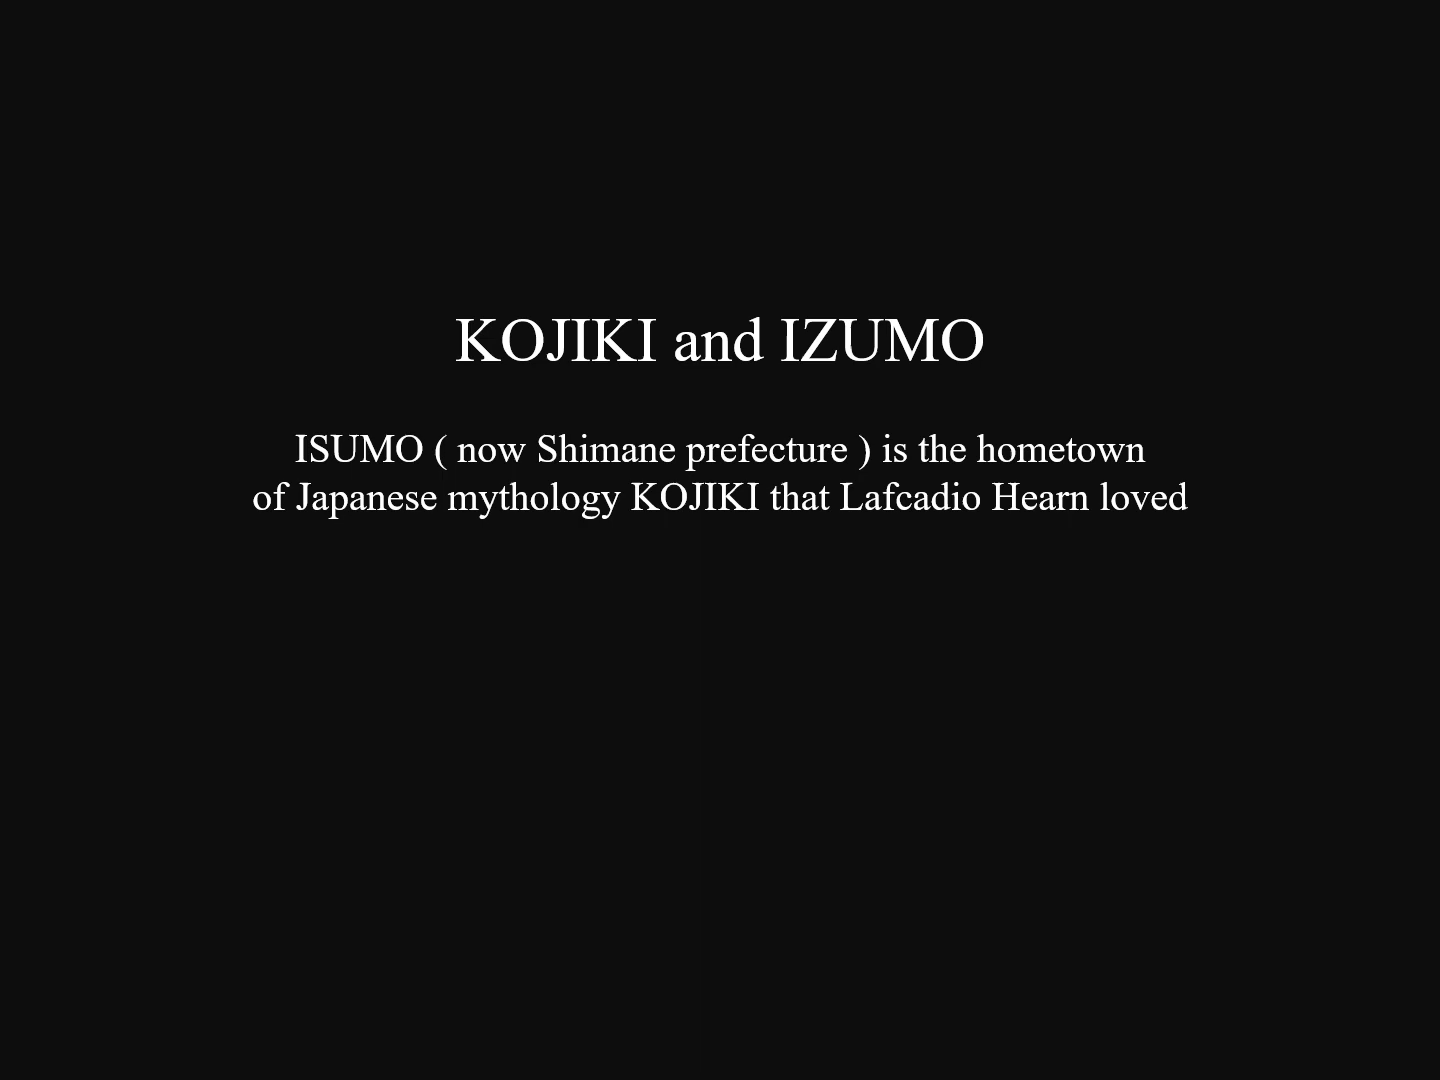 KOJIKI and IZUMO
ISUMO ( now Shimane prefecture ) is the hometown
of Japanese mythology KOJIKI that Lafcadio Hearn loved